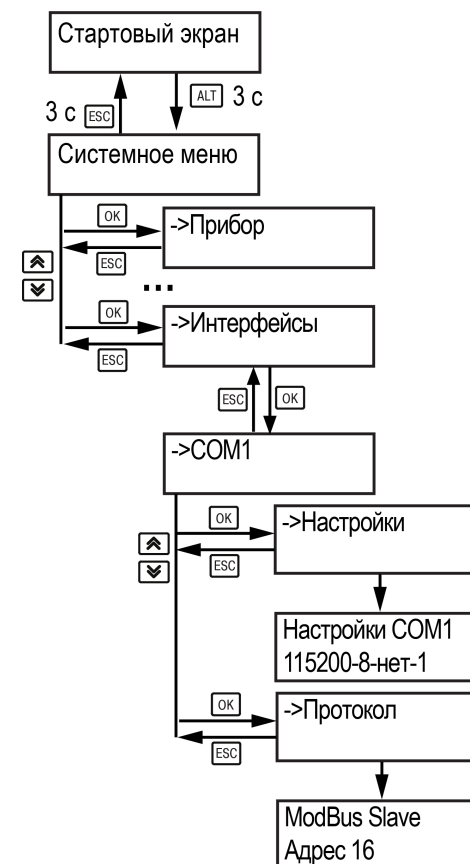 Стартовый экран
3 с ESC ALT 3 с
Системное меню
OK
->Прибор
ESC
...
OK
->Интерфейсы
ESC
ESC OK
->COM1
OK
->Настройки
ESC
Настройки COM1
115200-8-нет-1
OK
->Протокол
ESC
ModBus Slave
Адрес 16